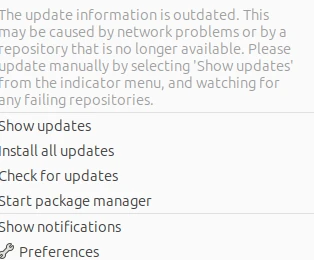 The update information is outdated. This
may be caused by network problems or by a
repository that is no longer available. Please
update manually by selecting 'Show updates'
from the indicator menu, and watching for
any failing repositories.
Show updates
Install all updates
Check for updates
Start package manager
Show notifications
Preferences